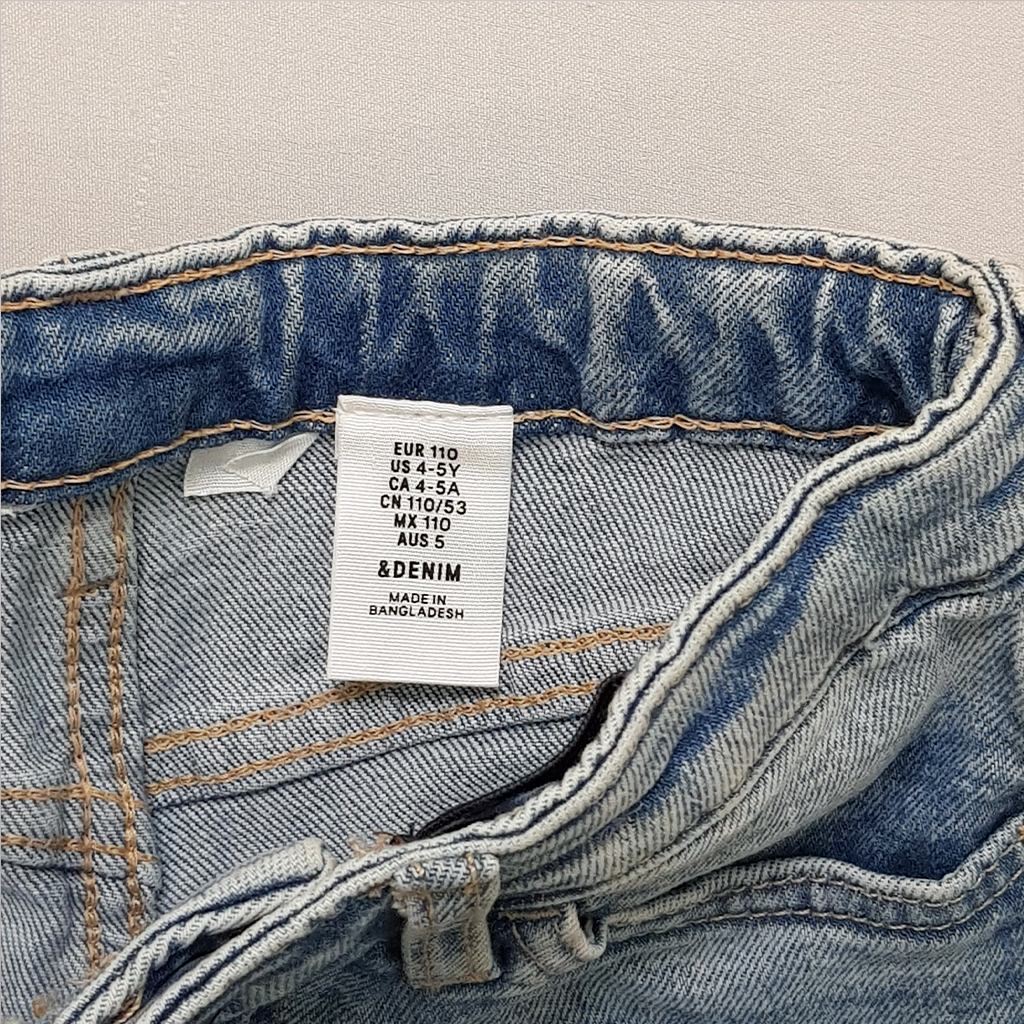 EUR 110
US 4-5Y
CA 4-5A
CN 110/53
MX 110
AUS 5
&DENIM
MADE IN
BANGLADESH